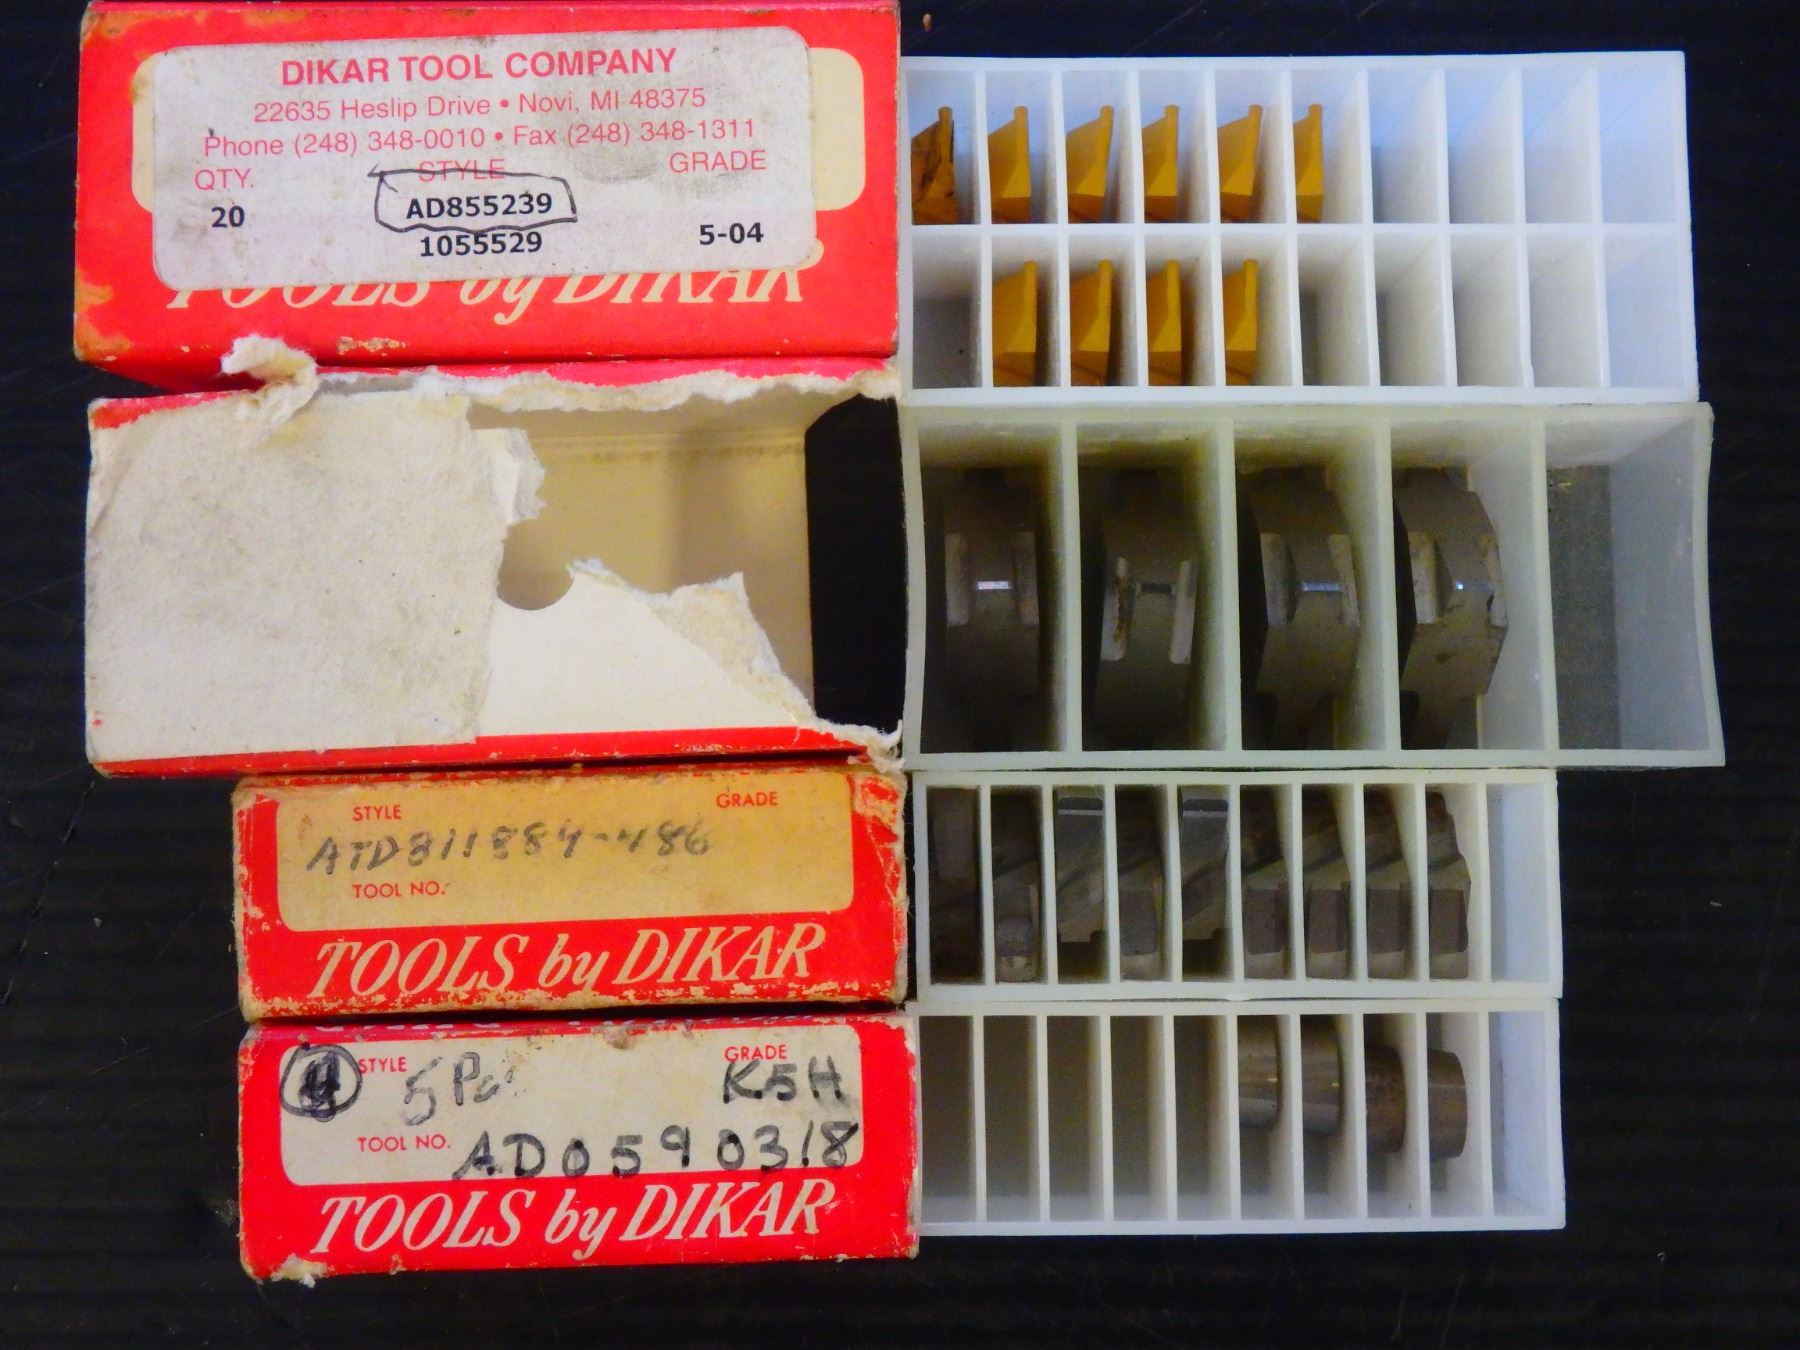 DIKAR TOOL COMPANY
22635 Heslip Drive • Novi, MI 48375
Phone (248) 348-0010 • Fax (248) 348-1311
QTY. STYLE GRADE
20 AD855239
1055529 5-04
TOOLS by DIKAR
STYLE GRADE
ATD811884-486
TOOL NO.
TOOLS by DIKAR
STYLE GRADE
5 Pc. K5H
TOOL NO. AD0590318
TOOLS by DIKAR